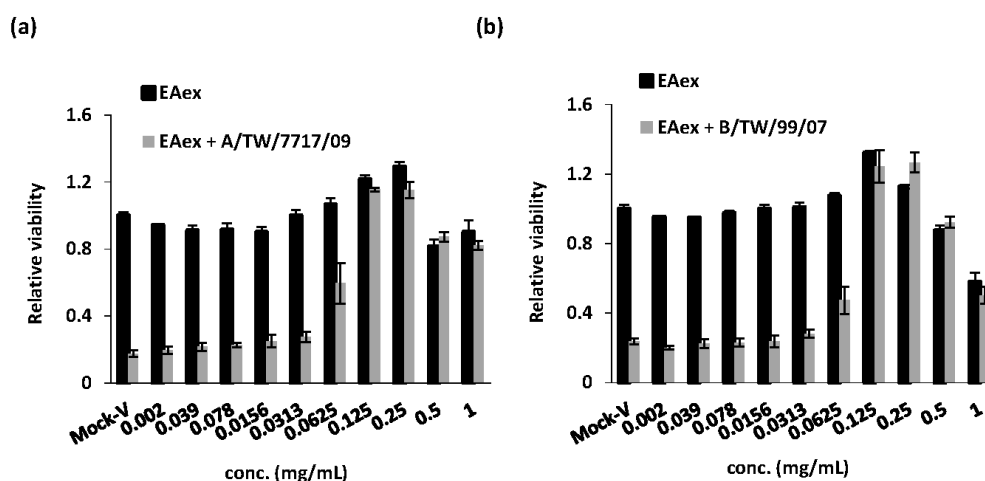 (a)
EAex
EAex + A/TW/7717/09
1.6
1.2
0.8
0.4
0
Relative viability
Mock-V 0.002 0.039 0.078 0.0156 0.0313 0.0625 0.125 0.25 0.5 1
conc. (mg/mL)
(b)
EAex
EAex + B/TW/99/07
1.6
1.2
0.8
0.4
0
Relative viability
Mock-V 0.002 0.039 0.078 0.0156 0.0313 0.0625 0.125 0.25 0.5 1
conc. (mg/mL)